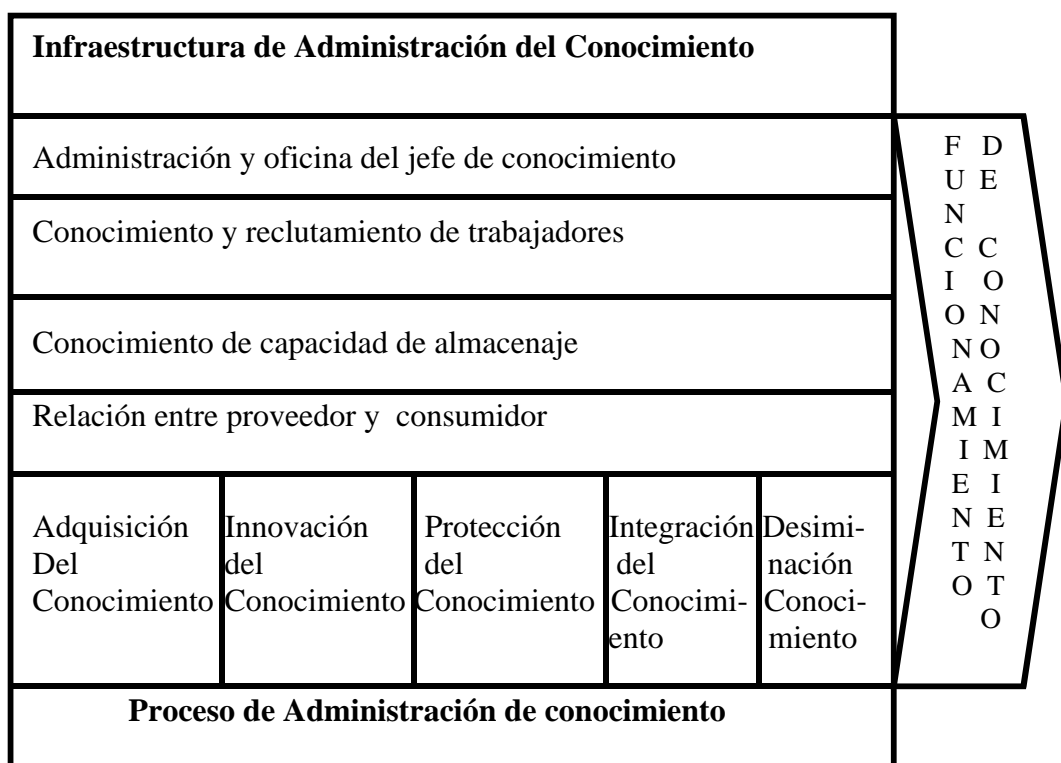 Infraestructura de Administración del Conocimiento
Administración y oficina del jefe de conocimiento
Conocimiento y reclutamiento de trabajadores
Conocimiento de capacidad de almacenaje
Relación entre proveedor y consumidor
Adquisición
Del
Conocimiento
Innovación
del
Conocimiento
Protección
del
Conocimiento
Integración
del
Conocimi-
ento
Desimi-
nación
Conoci-
miento
Proceso de Administración de conocimiento
FUNCIONAMIENTO
DE CONOCIMIENTO